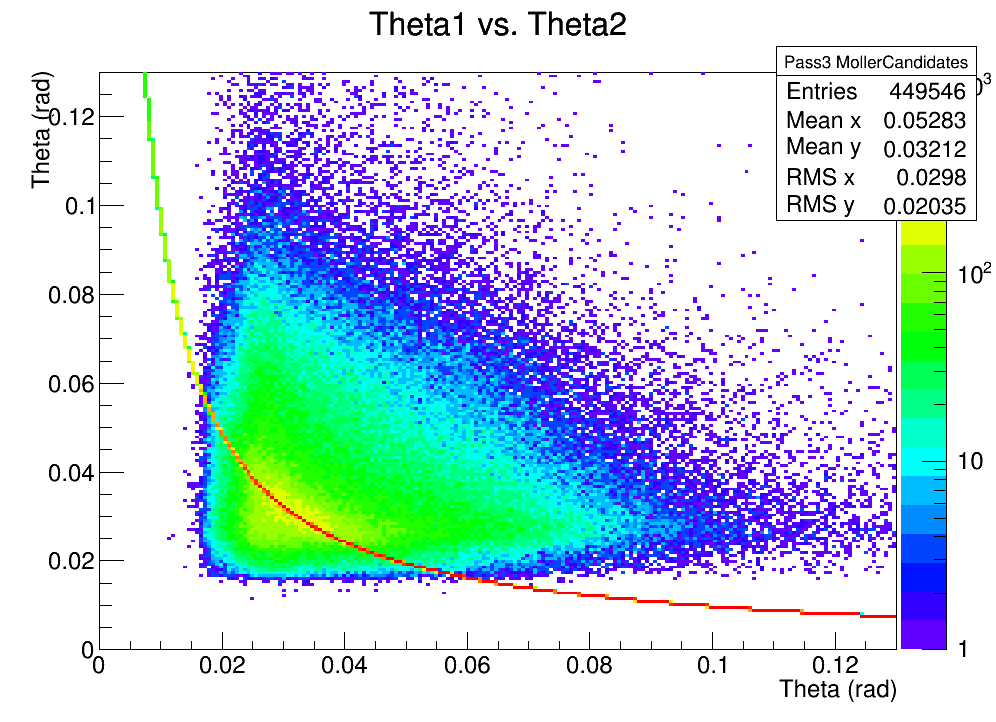 Theta1 vs. Theta2
Pass3 MollerCandidates
Entries 449546
Mean x 0.05283
Mean y 0.03212
RMS x 0.0298
RMS y 0.02035
Theta (rad)
0.12
0.1
0.08
0.06
0.04
0.02
0
0 0.02 0.04 0.06 0.08 0.1 0.12
Theta (rad)
10²
10
1